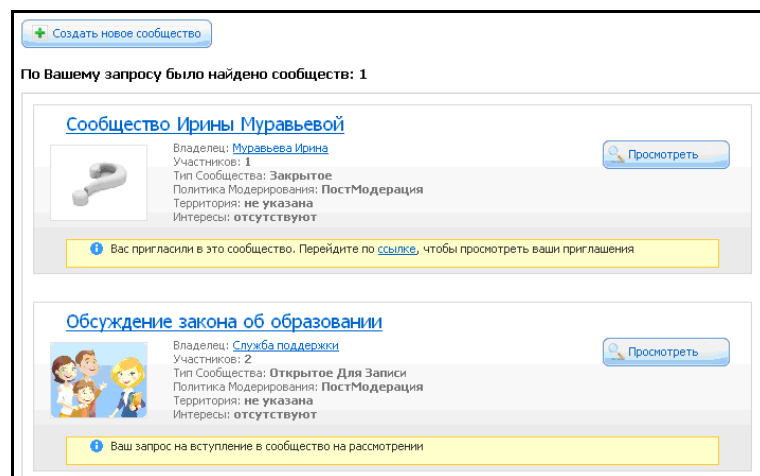 Создать новое сообщество
По Вашему запросу было найдено сообществ: 1
Сообщество Ирины Муравьевой
Владелец: Муравьева Ирина
Участников: 1
Тип Сообщества: Закрытое
Политика Модерирования: ПостМодерация
Территория: не указана
Интересы: отсутствуют
Просмотреть
Вас пригласили в это сообщество. Перейдите по ссылке, чтобы просмотреть ваши приглашения
Обсуждение закона об образовании
Владелец: Служба поддержки
Участников: 2
Тип Сообщества: Открытое Для Записи
Политика Модерирования: ПостМодерация
Территория: не указана
Интересы: отсутствуют
Просмотреть
Ваш запрос на вступление в сообщество на рассмотрении